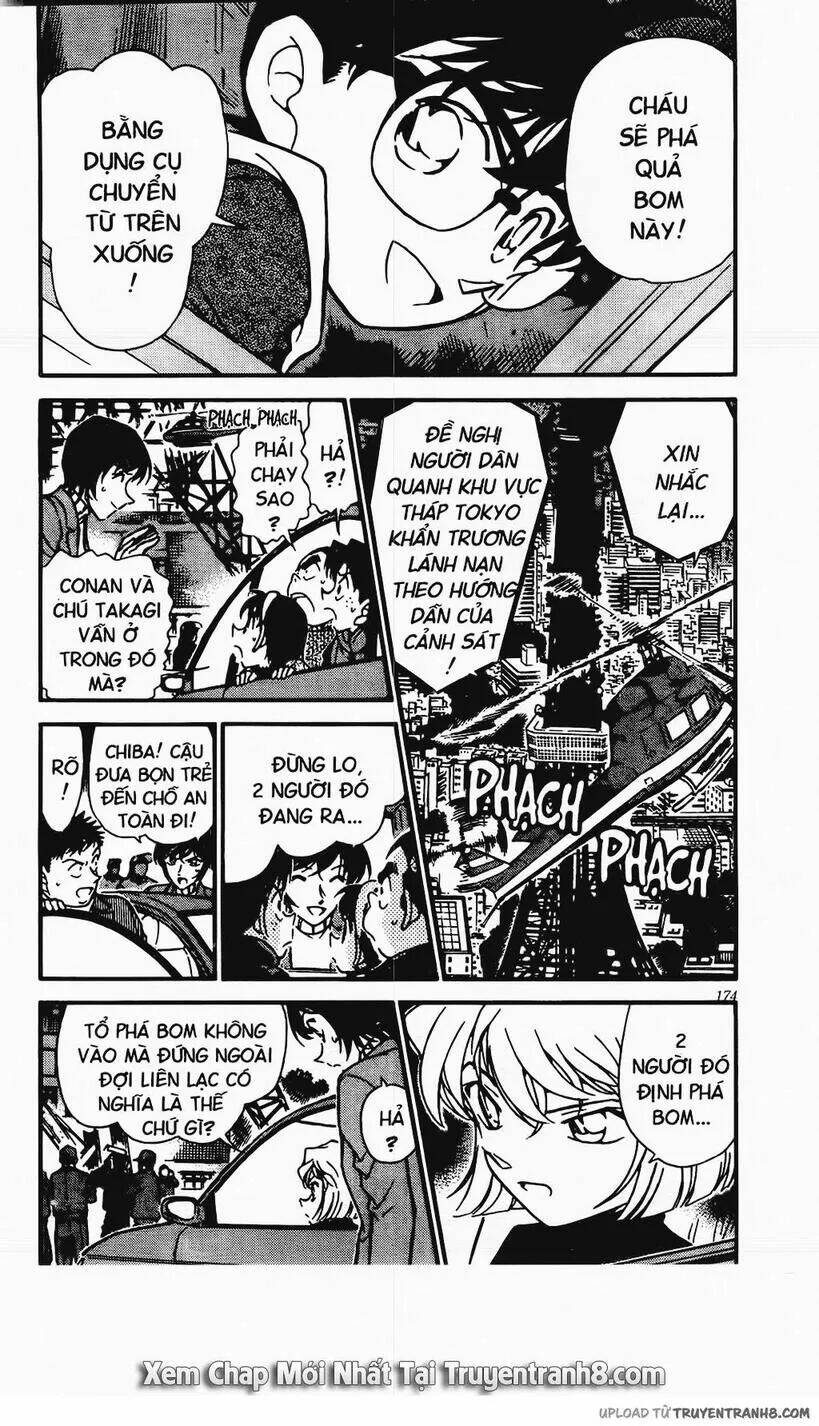 CHÁU
SẼ PHÁ
QUẢ
BOM
NÀY!
BẰNG
DỤNG CỤ
CHUYỂN
TỪ TRÊN
XUỐNG
!
XIN
NHẮC
LẠI...
ĐỀ NGHỊ
NGƯỜI DÂN
QUANH KHU VỰC
THÁP TOKYO
KHẨN TRƯƠNG
LÁNH NẠN
THEO HƯỚNG
DẪN CỦA
CẢNH SÁT
!
PHẠCH
PHẠCH
PHẠCH PHẠCH
HẢ
?!
PHẢI
CHẠY
SAO
?
CONAN VÀ
CHÚ TAKAGI
VẪN Ở
TRONG ĐÓ
MÀ?
ĐỪNG LO,
2 NGƯỜI ĐÓ
ĐANG RA...
CHIBA! CẬU
ĐƯA BỌN TRẺ
ĐẾN CHỖ AN
TOÀN ĐI!
RÕ
!
174
2
NGƯỜI ĐÓ
ĐỊNH PHÁ
BOM...
HẢ
?
TỔ PHÁ BOM KHÔNG
VÀO MÀ ĐỨNG NGOÀI
ĐỢI LIÊN LẠC CÓ
NGHĨA LÀ THẾ
CHỨ GÌ?
Xem Chap Mới Nhất Tại Truyentranh8.com
UPLOAD TỪ TRUYENTRANH8.COM